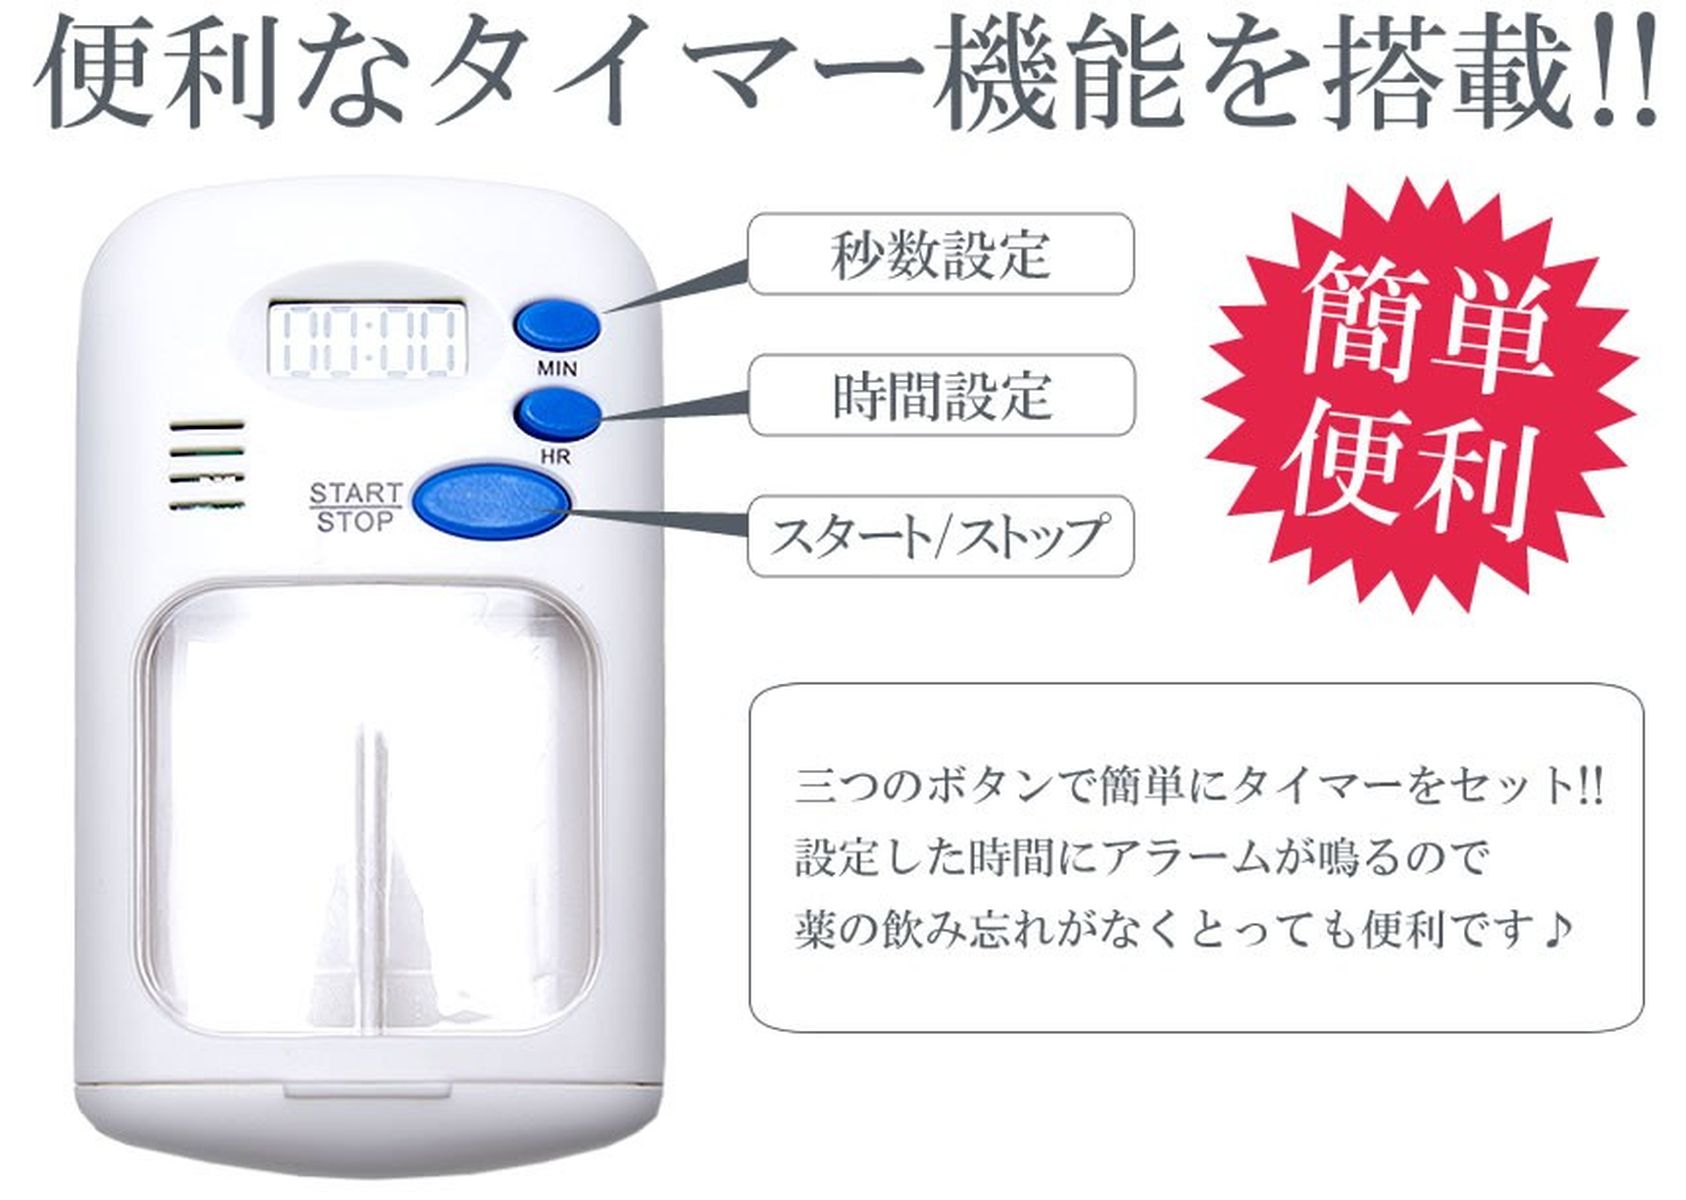 便利なタイマー機能を搭載!!
秒数設定
MIN
時間設定
HR
START
STOP
スタート/ストップ
簡単
便利
三つのボタンで簡単にタイマーをセット!!
設定した時間にアラームが鳴るので
薬の飲み忘れがなくとっても便利です♪